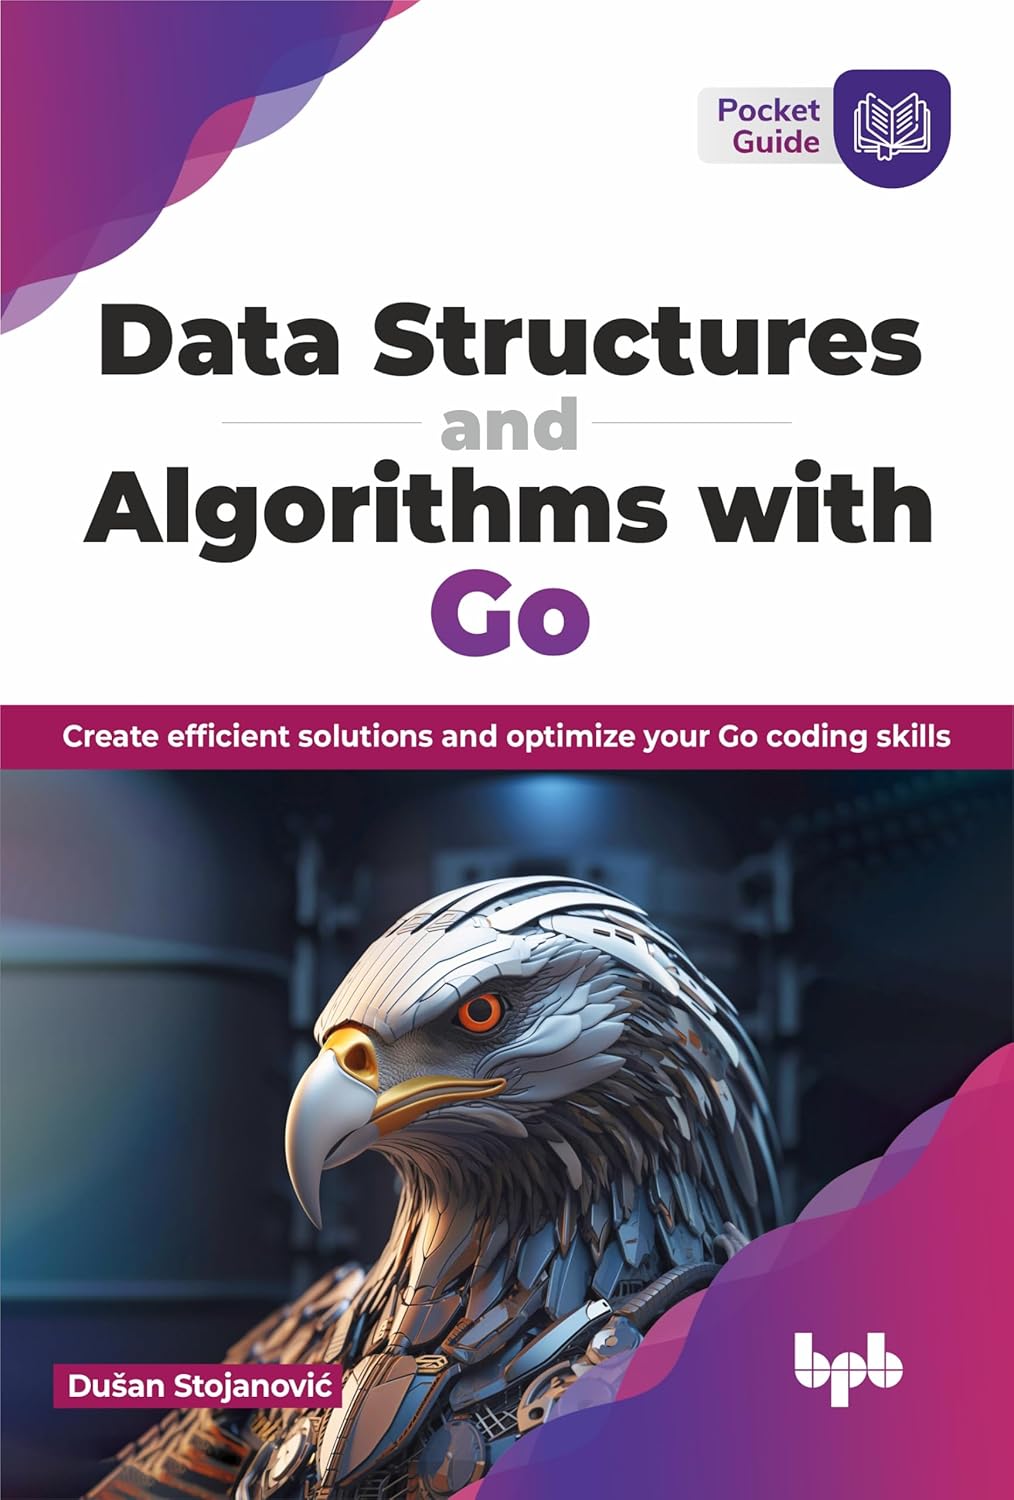 Pocket
Guide
Data Structures
and
Algorithms with
Go
Create efficient solutions and optimize your Go coding skills
Dušan Stojanović
bpb